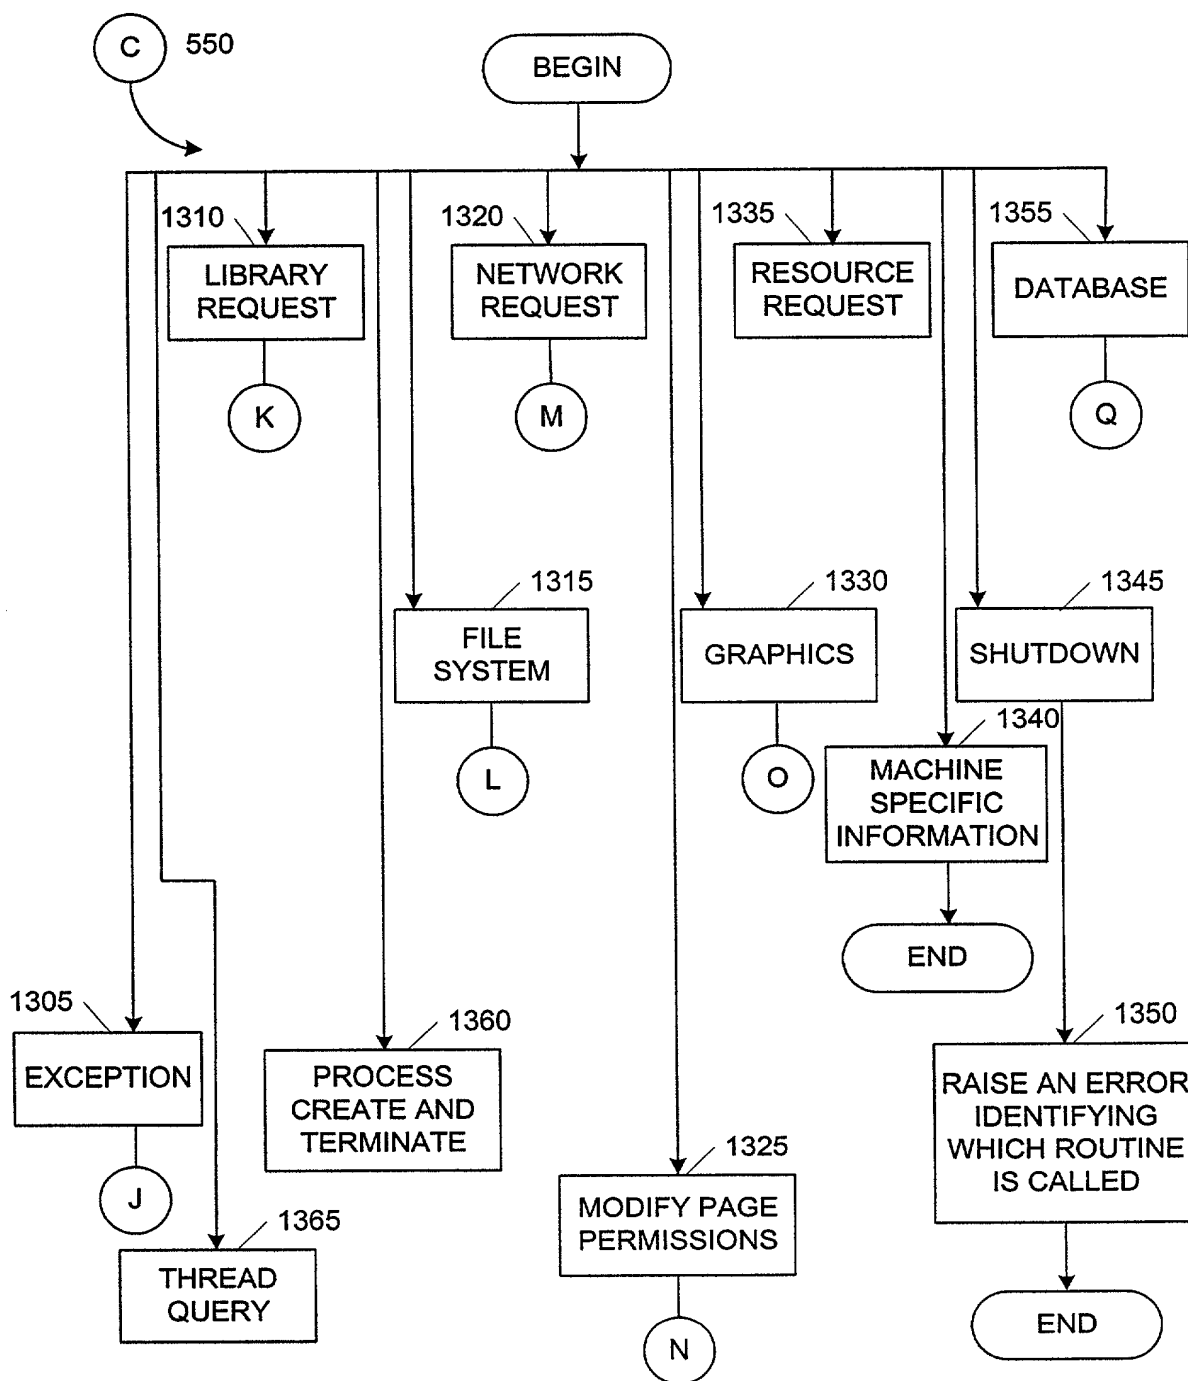 C
550
BEGIN
1310
1320
1335
1355
LIBRARY
REQUEST
NETWORK
REQUEST
RESOURCE
REQUEST
DATABASE
K
M
Q
1315
1330
1345
FILE
SYSTEM
GRAPHICS
SHUTDOWN
1340
L
O
MACHINE
SPECIFIC
INFORMATION
END
1305
1360
1350
EXCEPTION
PROCESS
CREATE AND
TERMINATE
RAISE AN ERROR
IDENTIFYING
WHICH ROUTINE
IS CALLED
1325
J
MODIFY PAGE
PERMISSIONS
1365
THREAD
QUERY
END
N